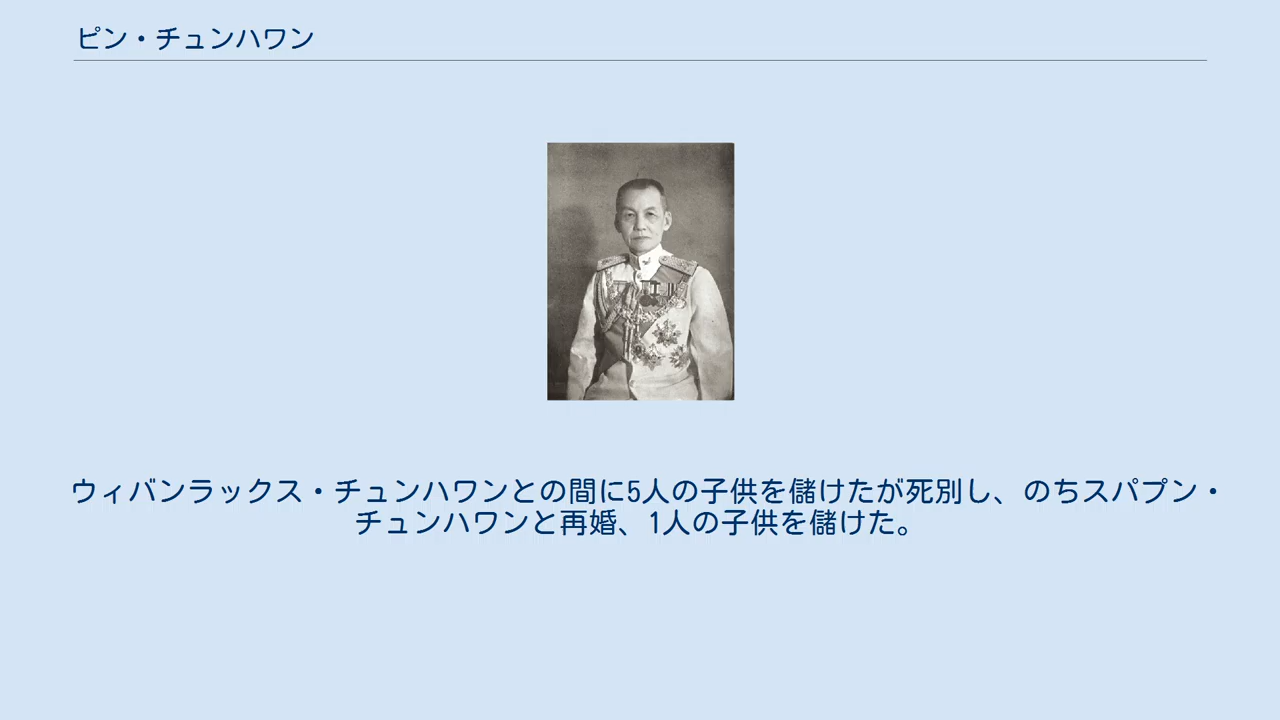 ピン・チュンハワン
ウィバンラックス・チュンハワンとの間に5人の子供を儲けたが死別し、のちスパプン・
チュンハワンと再婚、1人の子供を儲けた。